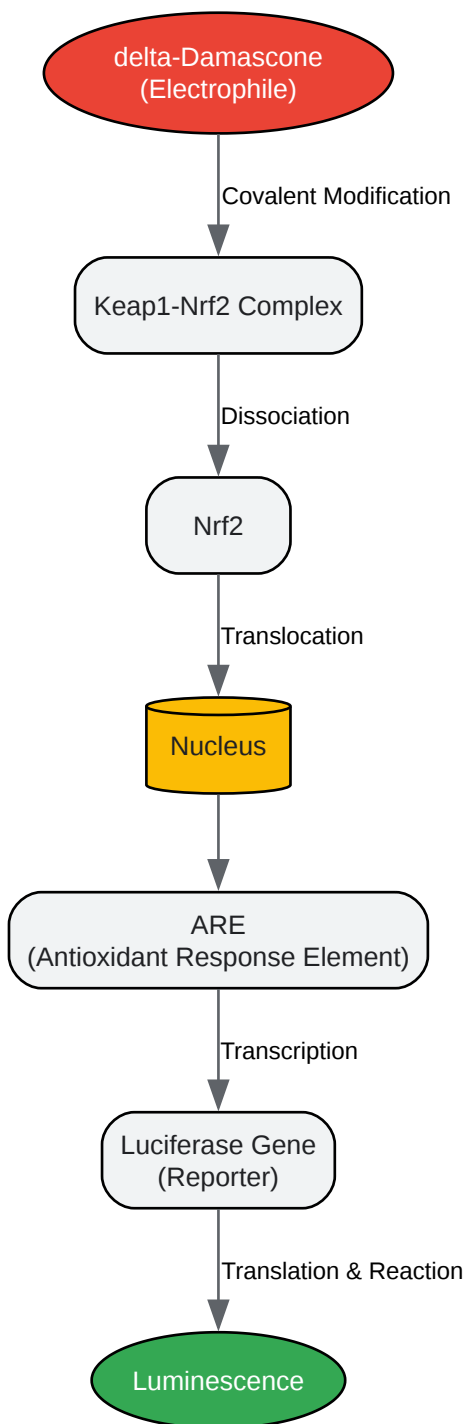 delta-Damascone
(Electrophile)
Covalent Modification
Keap1-Nrf2 Complex
Dissociation
Nrf2
Translocation
Nucleus
ARE
(Antioxidant Response Element)
Transcription
Luciferase Gene
(Reporter)
Translation & Reaction
Luminescence